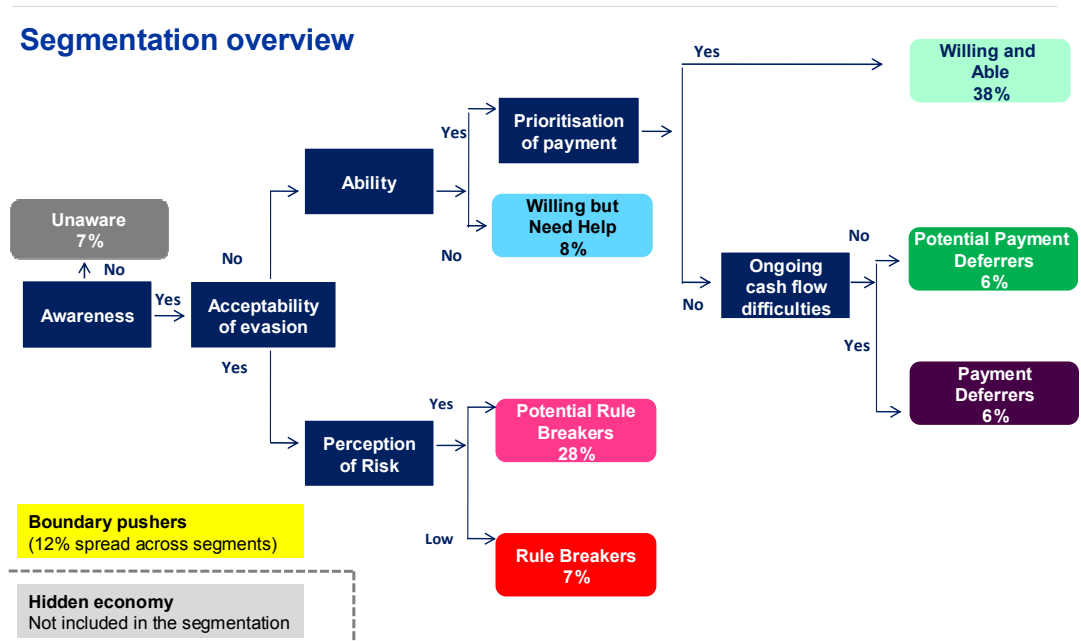 Segmentation overview
Yes
Willing and
Able
38%
Prioritisation
of payment
Yes
Ability
Willing but
Need Help
8%
No
Unaware
7%
No
No
Ongoing
cash flow
difficulties
No
No
Potential Payment
Deferrers
6%
Awareness
Yes
Acceptability
of evasion
Yes
Yes
Payment
Deferrers
6%
Perception
of Risk
Yes
Potential Rule
Breakers
28%
Low
Rule Breakers
7%
Boundary pushers
(12% spread across segments)
Hidden economy
Not included in the segmentation